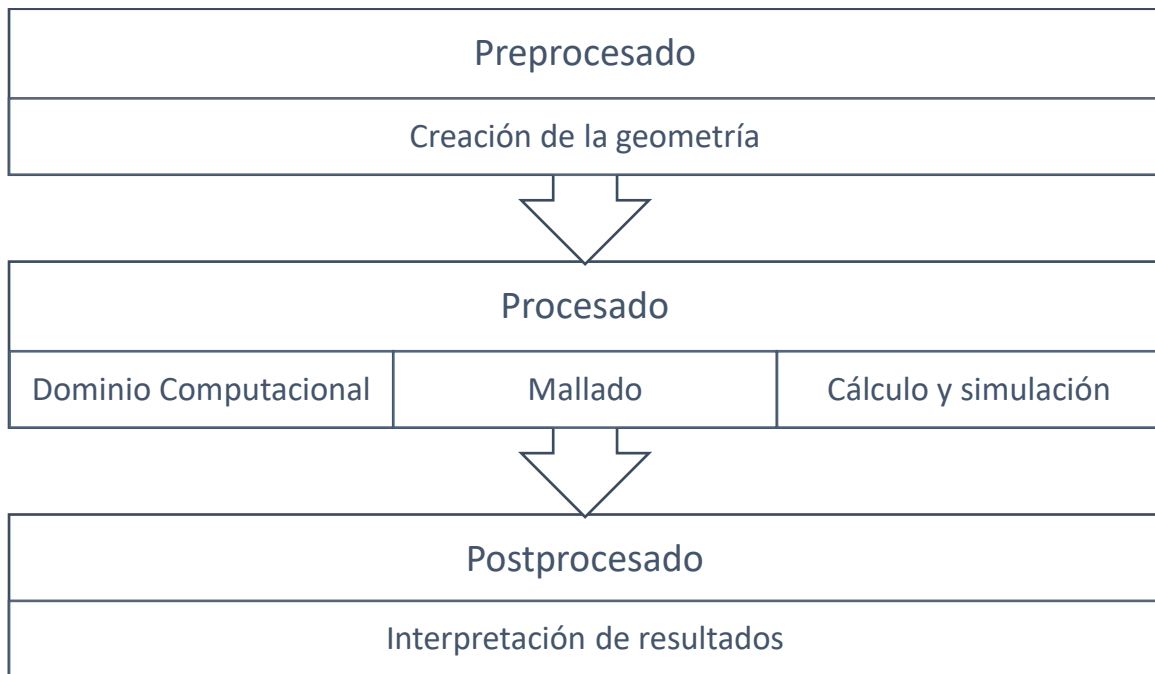 Preprocesado
Creación de la geometría
Procesado
Dominio Computacional
Mallado
Cálculo y simulación
Postprocesado
Interpretación de resultados